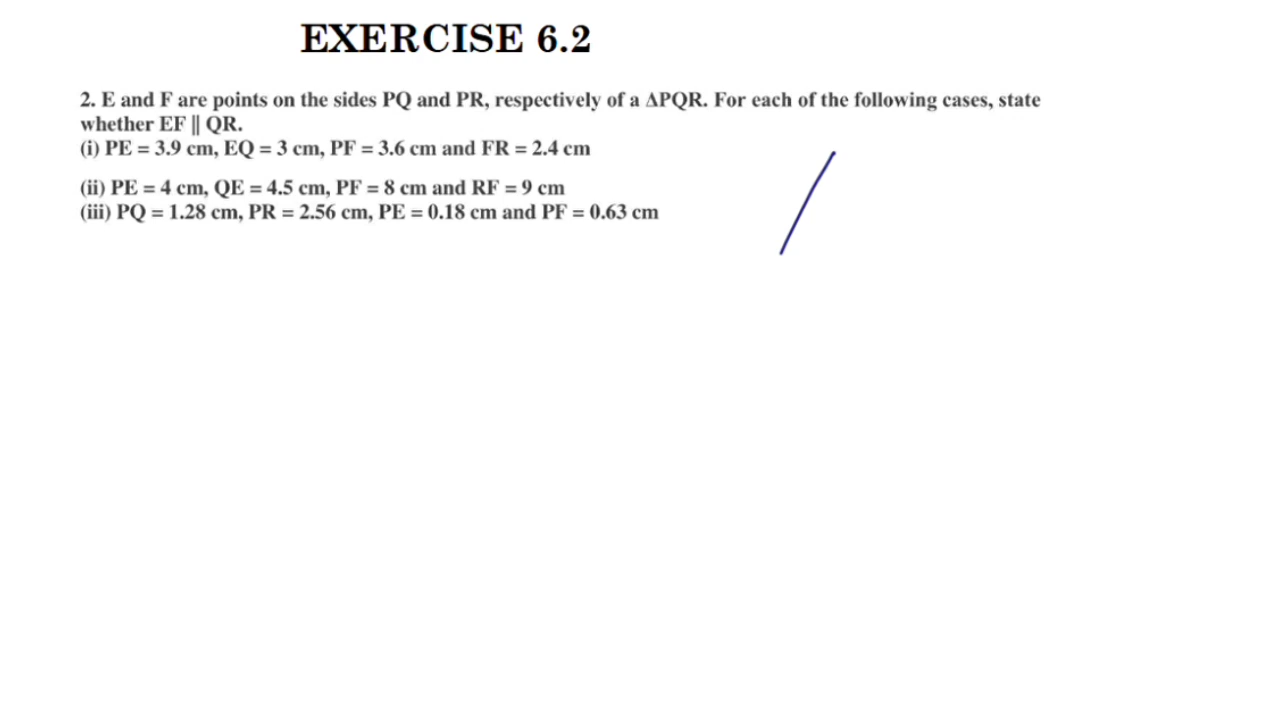 EXERCISE 6.2
2. E and F are points on the sides PQ and PR, respectively of a ΔPQR. For each of the following cases, state
whether EF || QR.
(i) PE = 3.9 cm, EQ = 3 cm, PF = 3.6 cm and FR = 2.4 cm
(ii) PE = 4 cm, QE = 4.5 cm, PF = 8 cm and RF = 9 cm
(iii) PQ = 1.28 cm, PR = 2.56 cm, PE = 0.18 cm and PF = 0.63 cm